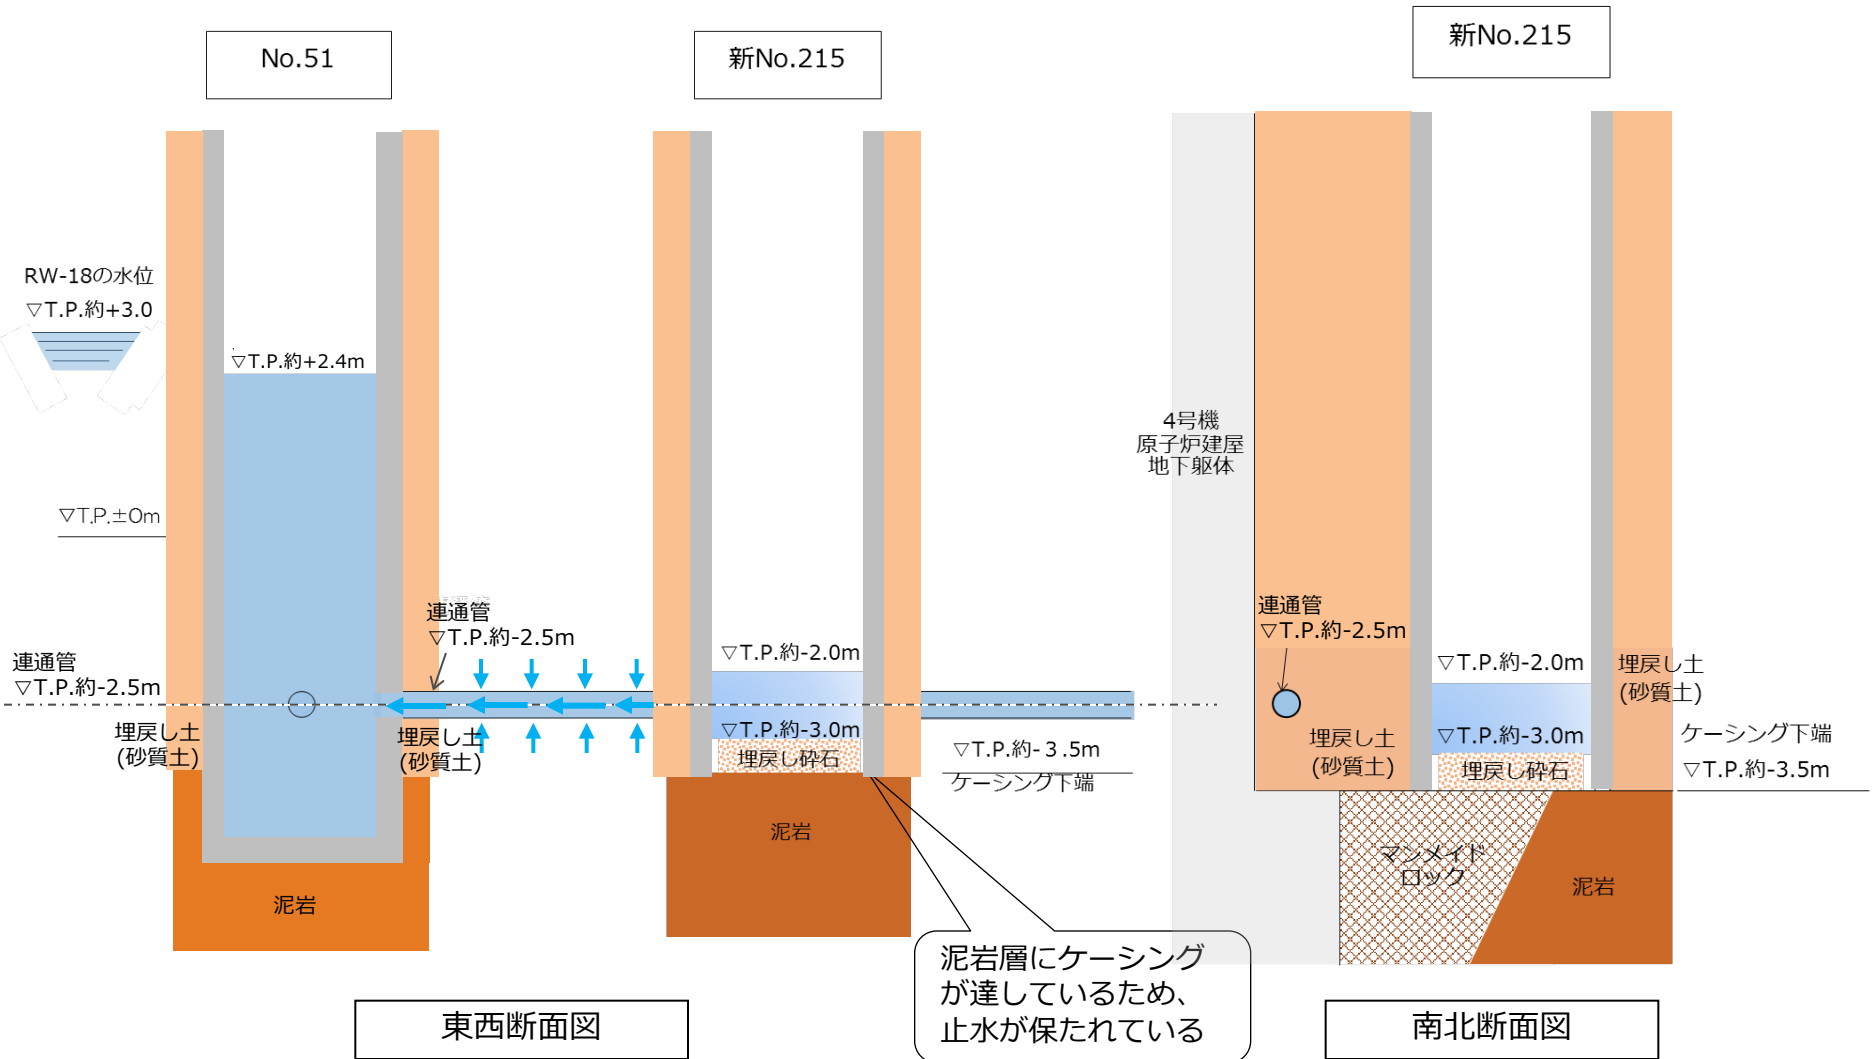 No.51
新No.215
新No.215
RW-18の水位
▽T.P.約+3.0
▽T.P.約+2.4m
▽T.P.±0m
4号機
原子炉建屋
地下躯体
連通管
▽T.P.約-2.5m
連通管
▽T.P.約-2.5m
埋戻し土
(砂質土)
埋戻し土
(砂質土)
▽T.P.約-2.0m
▽T.P.約-3.0m
埋戻し砕石
▽T.P.約-3.5m
ケーシング下端
泥岩
泥岩
連通管
▽T.P.約-2.5m
▽T.P.約-2.0m
▽T.P.約-3.0m
埋戻し砕石
埋戻し土
(砂質土)
埋戻し土
(砂質土)
ケーシング下端
▽T.P.約-3.5m
マンメイド
ロック
泥岩
泥岩層にケーシング
が達しているため、
止水が保たれている
東西断面図
南北断面図